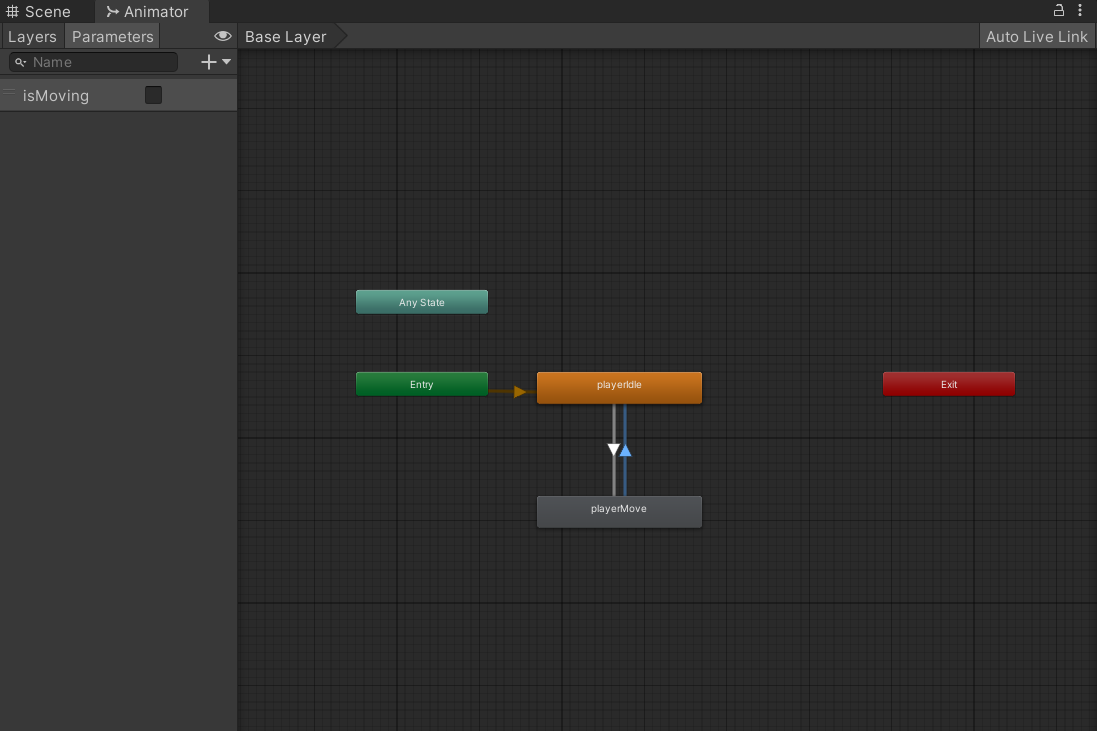 Scene
Animator
Layers
Parameters
Base Layer
Auto Live Link
Name
isMoving
Any State
Entry
playerIdle
Exit
playerMove